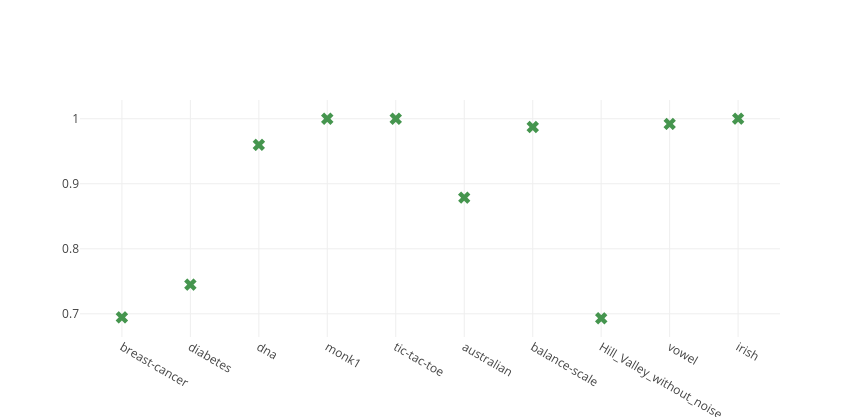 1
0.9
0.8
0.7
breast-cancer
diabetes
dna
monk1
tic-tac-toe
australian
balance-scale
Hill_Valley_without_noise
vowel
irish